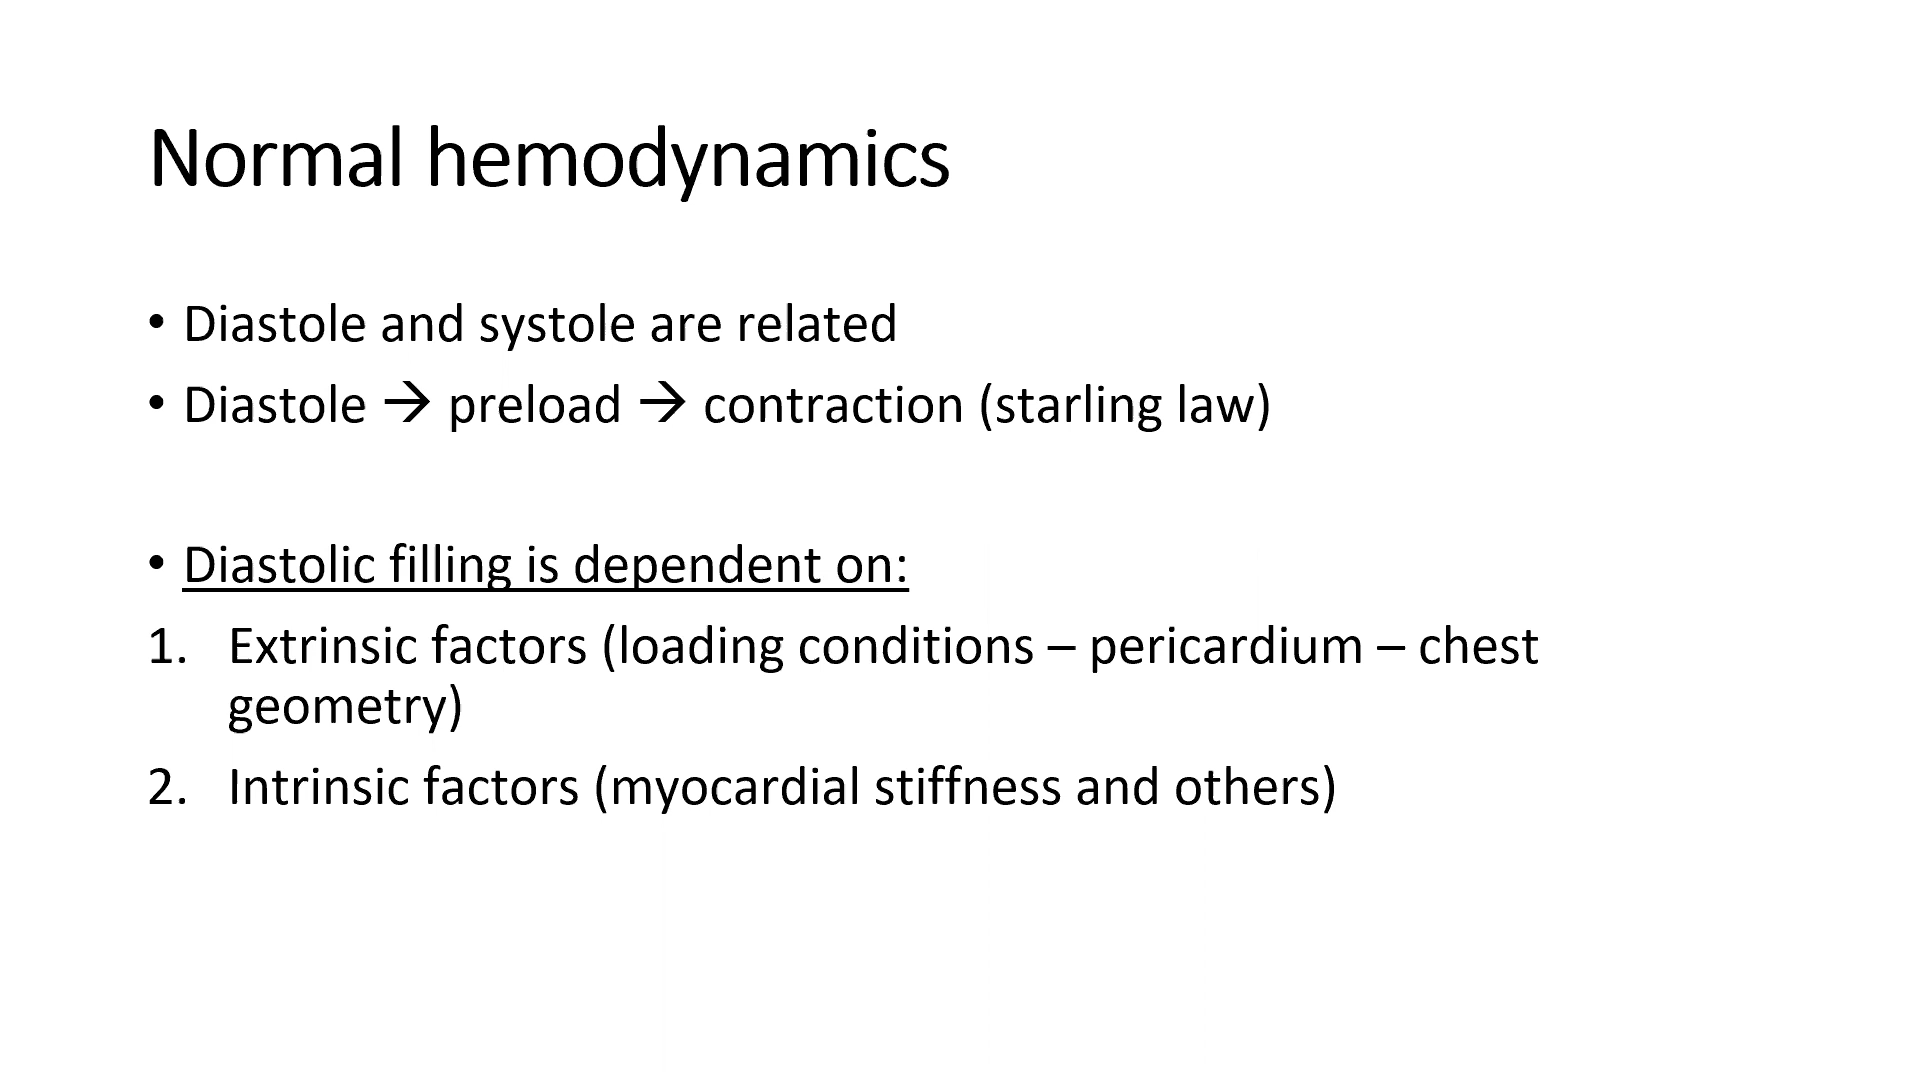 Normal hemodynamics
• Diastole and systole are related
• Diastole → preload → contraction (starling law)
• Diastolic filling is dependent on:
1. Extrinsic factors (loading conditions – pericardium – chest
geometry)
2. Intrinsic factors (myocardial stiffness and others)